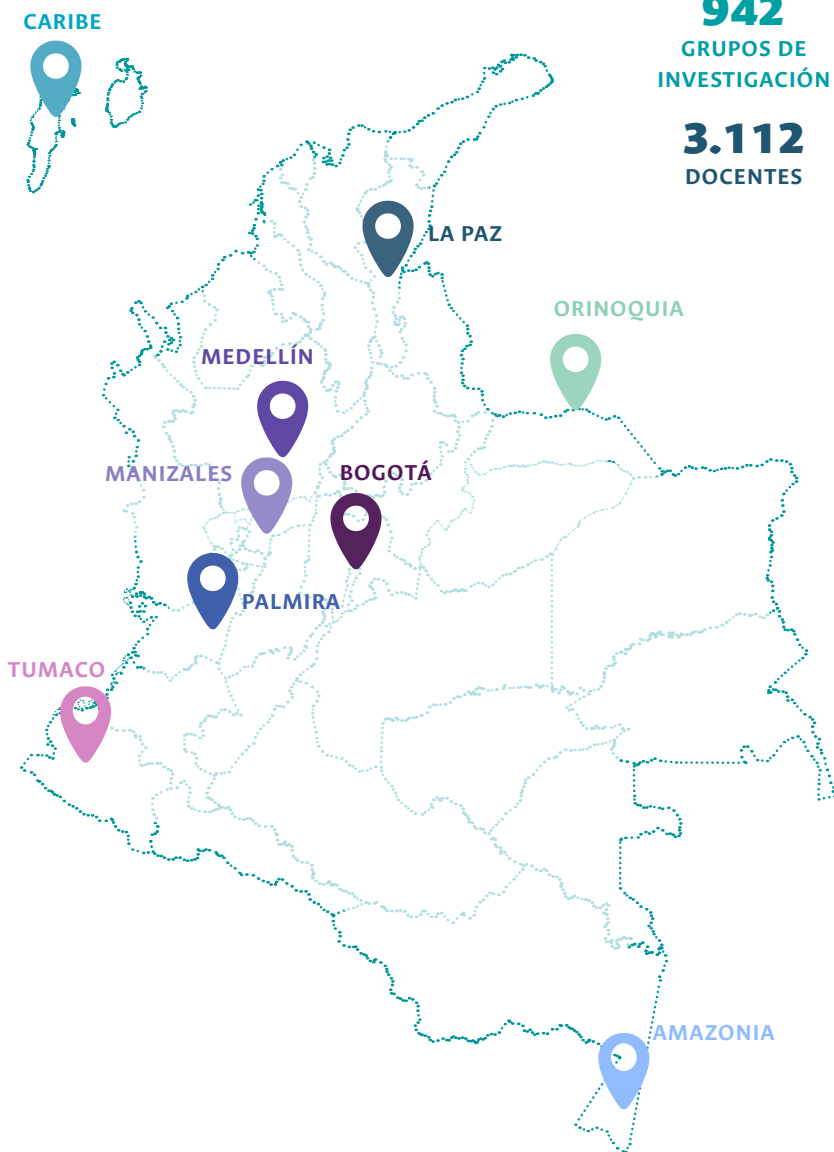 CARIBE
942
GRUPOS DE
INVESTIGACIÓN
3.112
DOCENTES
LA PAZ
ORINOQUIA
MEDELLÍN
MANIZALES
BOGOTÁ
PALMIRA
TUMACO
AMAZONIA